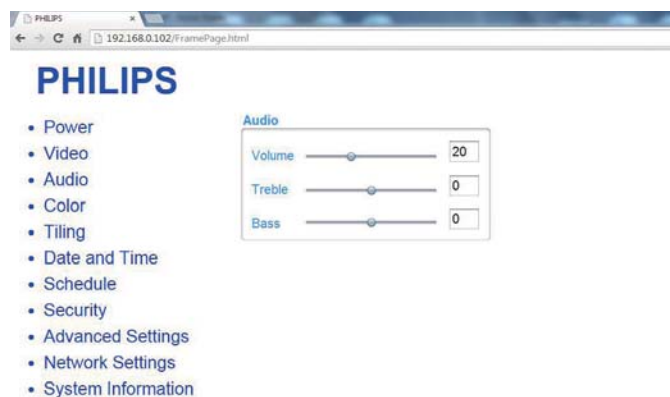 PHILIPS
192.168.0.102/FramePage.html
PHILIPS
• Power
• Video
• Audio
• Color
• Tiling
• Date and Time
• Schedule
• Security
• Advanced Settings
• Network Settings
• System Information
Audio
Volume 20
Treble 0
Bass 0